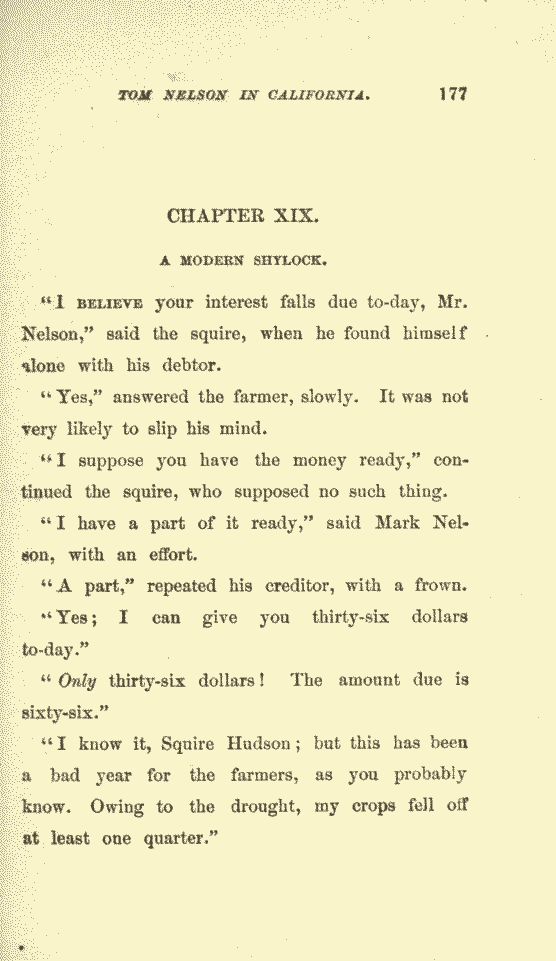 TOM NELSON IN CALIFORNIA. 177
CHAPTER XIX.
A MODERN SHYLOCK.
“I BELIEVE your interest falls due to-day, Mr.
Nelson,” said the squire, when he found himself
alone with his debtor.
“Yes,” answered the farmer, slowly. It was not
very likely to slip his mind.
“I suppose you have the money ready,” con-
tinued the squire, who supposed no such thing.
“I have a part of it ready,” said Mark Nel-
son, with an effort.
“A part,” repeated his creditor, with a frown.
“Yes; I can give you thirty-six dollars
to-day.”
“Only thirty-six dollars! The amount due is
sixty-six.”
“I know it, Squire Hudson; but this has been
a bad year for the farmers, as you probably
know. Owing to the drought, my crops fell off
at least one quarter.”